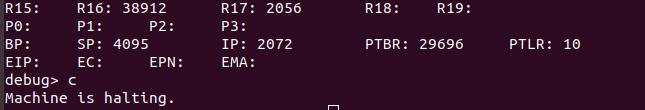 R15: R16: 38912 R17: 2056 R18: R19:
P0: P1: P2: P3:
BP: SP: 4095 IP: 2072 PTBR: 29696 PTLR: 10
EIP: EC: EPN: EMA:
debug> c
Machine is halting.